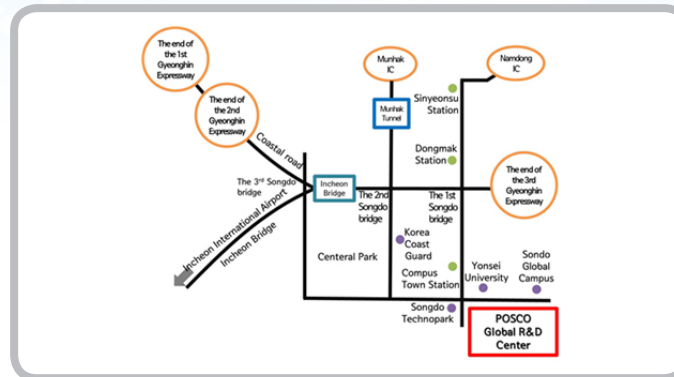 The end of
the 1st
Gyeonghin
Expressway
The end of
the 2nd
Gyeonghin
Expressway
Coastal road
The 3rd Songdo
bridge
Incheon International Airport
Incheon Bridge
Incheon
Bridge
Munhak
IC
Munhak
Tunnel
Namdong
IC
Sinyeonsu
Station
Dongmak
Station
The end of
the 3rd
Gyeonghin
Expressway
The 2nd
Songdo
bridge
The 1st
Songdo
bridge
Centeral Park
Korea
Coast
Guard
Compus
Town Station
Yonsei
University
Sondo
Global
Campus
Songdo
Technopark
POSCO
Global R&D
Center